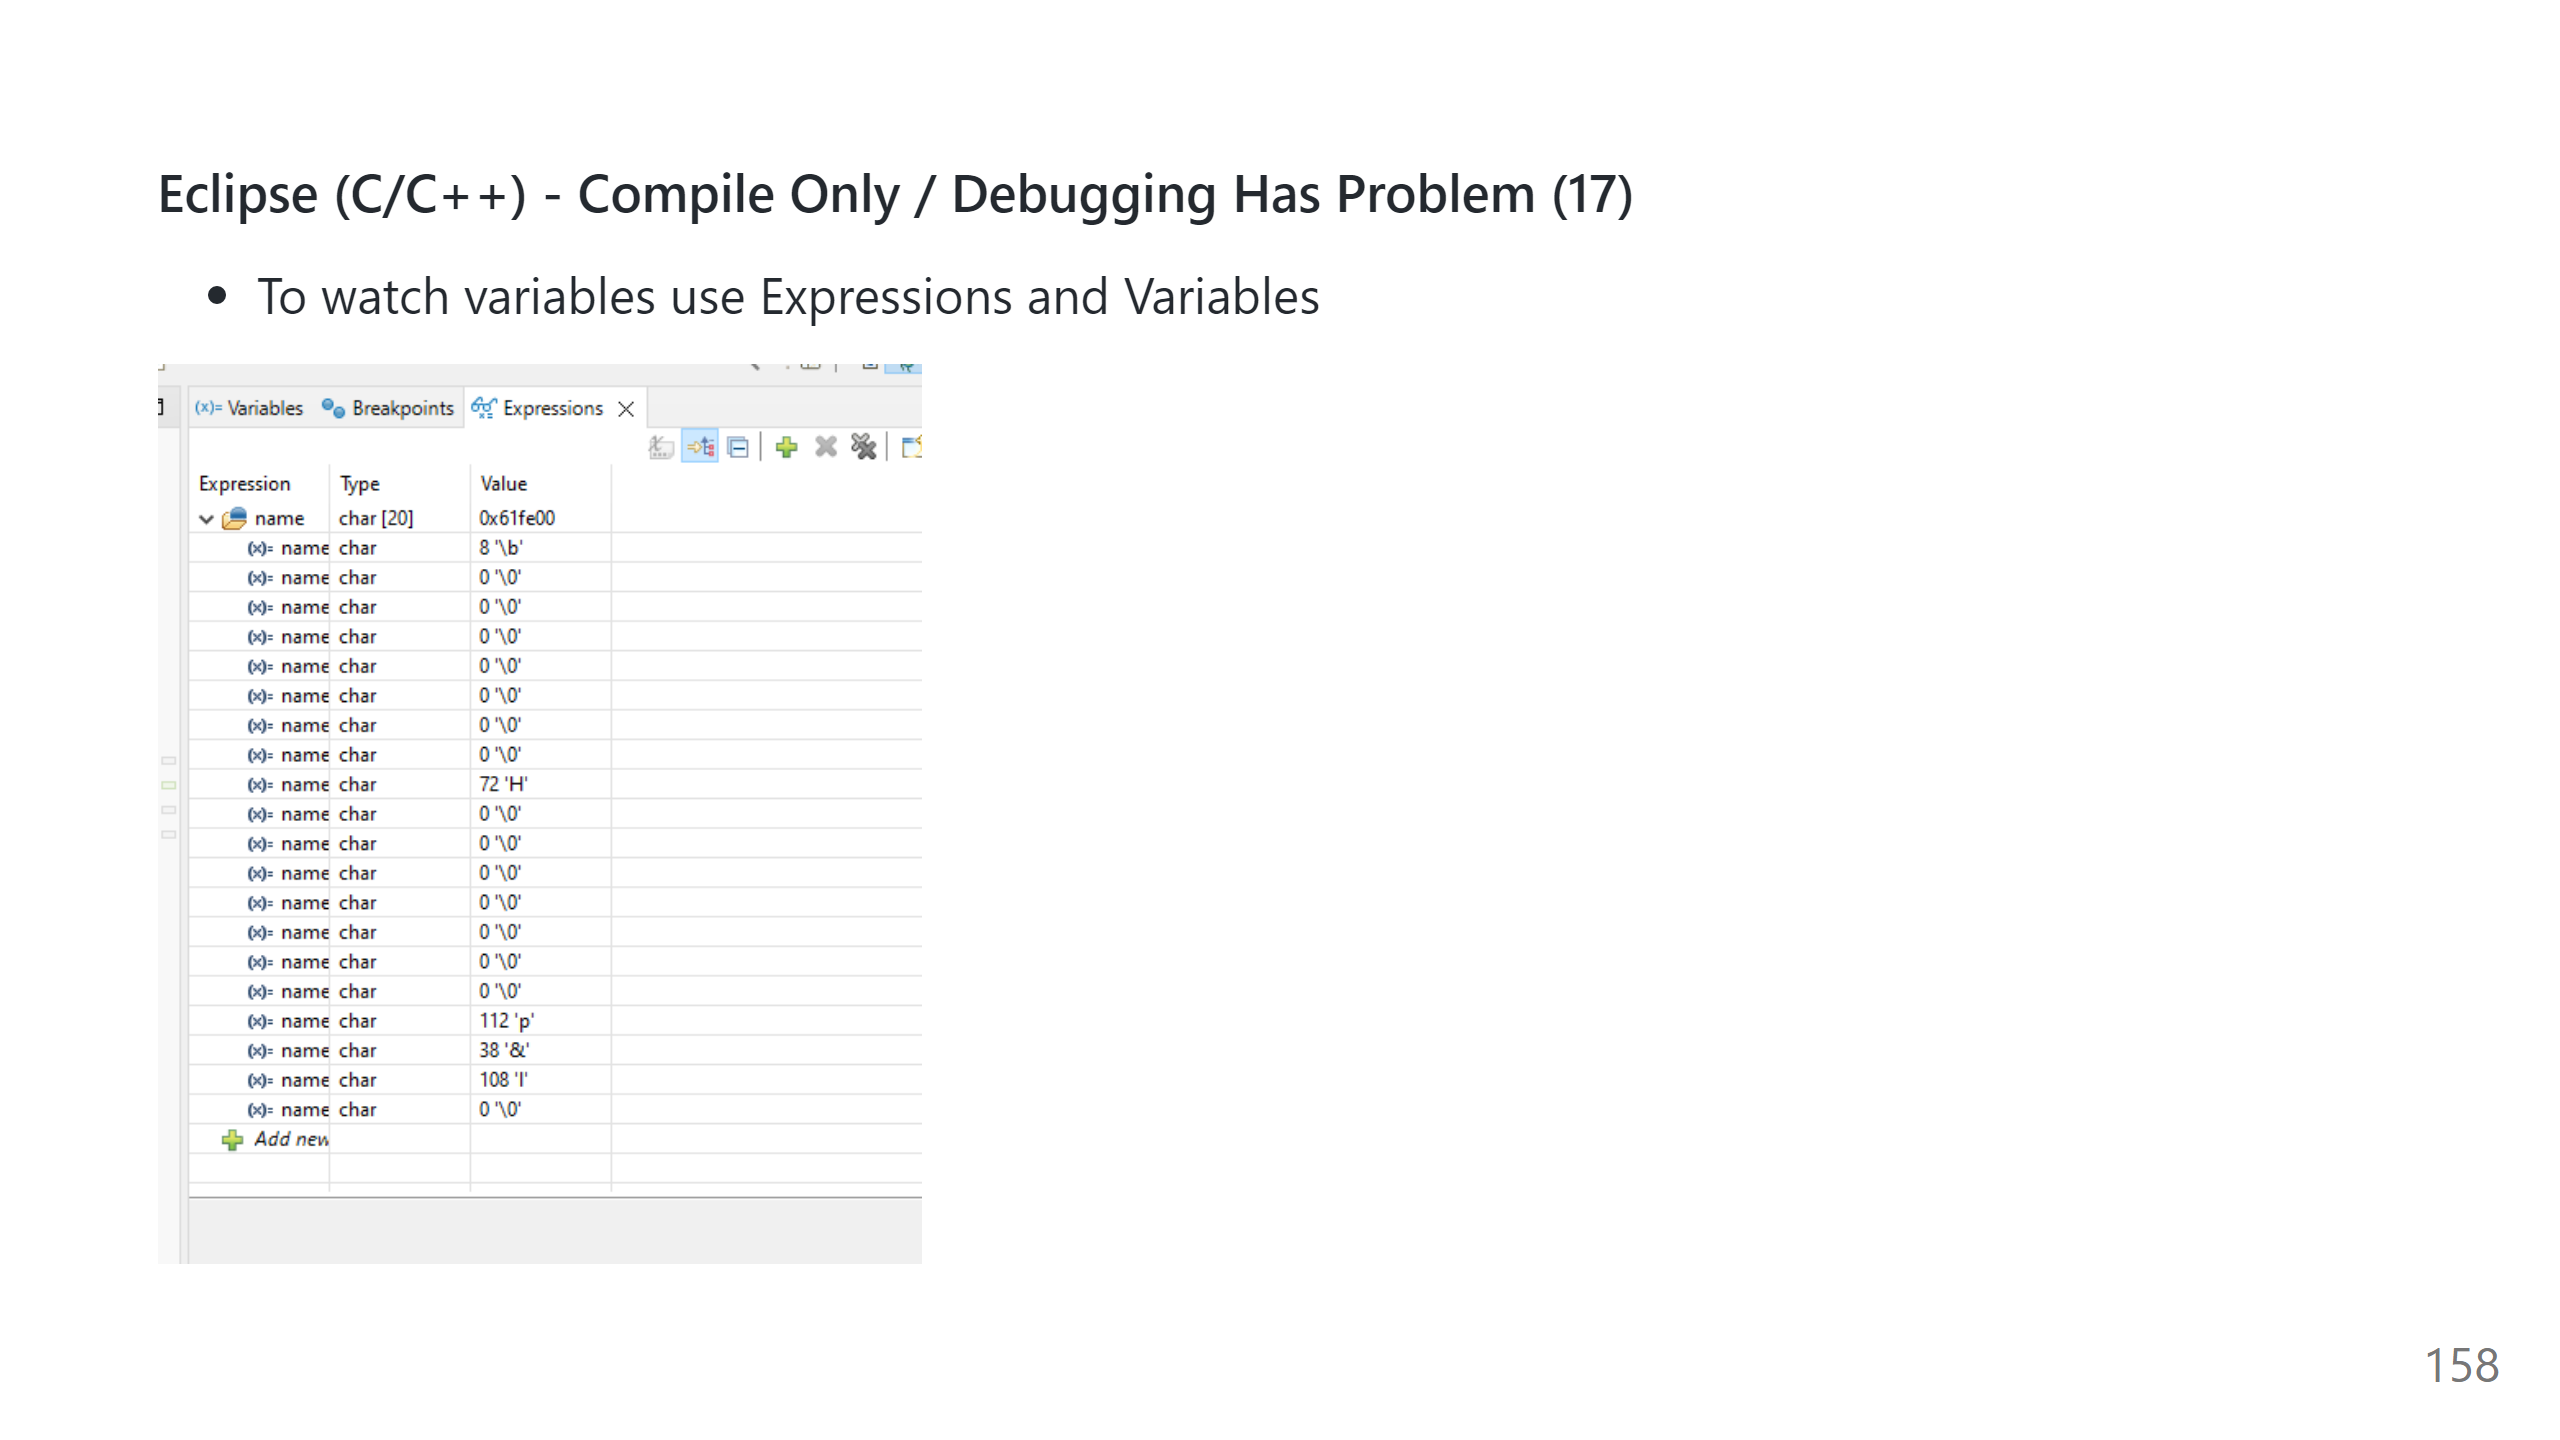 Eclipse (C/C++) - Compile Only / Debugging Has Problem (17)
• To watch variables use Expressions and Variables
(x)= Variables Breakpoints Expressions
Expression Type Value
name char [20] 0x61fe00
(x)= name char 8 '\b'
(x)= name char 0 '\0'
(x)= name char 0 '\0'
(x)= name char 0 '\0'
(x)= name char 0 '\0'
(x)= name char 0 '\0'
(x)= name char 0 '\0'
(x)= name char 0 '\0'
(x)= name char 72 'H'
(x)= name char 0 '\0'
(x)= name char 0 '\0'
(x)= name char 0 '\0'
(x)= name char 0 '\0'
(x)= name char 0 '\0'
(x)= name char 0 '\0'
(x)= name char 0 '\0'
(x)= name char 112 'p'
(x)= name char 38 '&'
(x)= name char 108 'l'
(x)= name char 0 '\0'
Add new
158